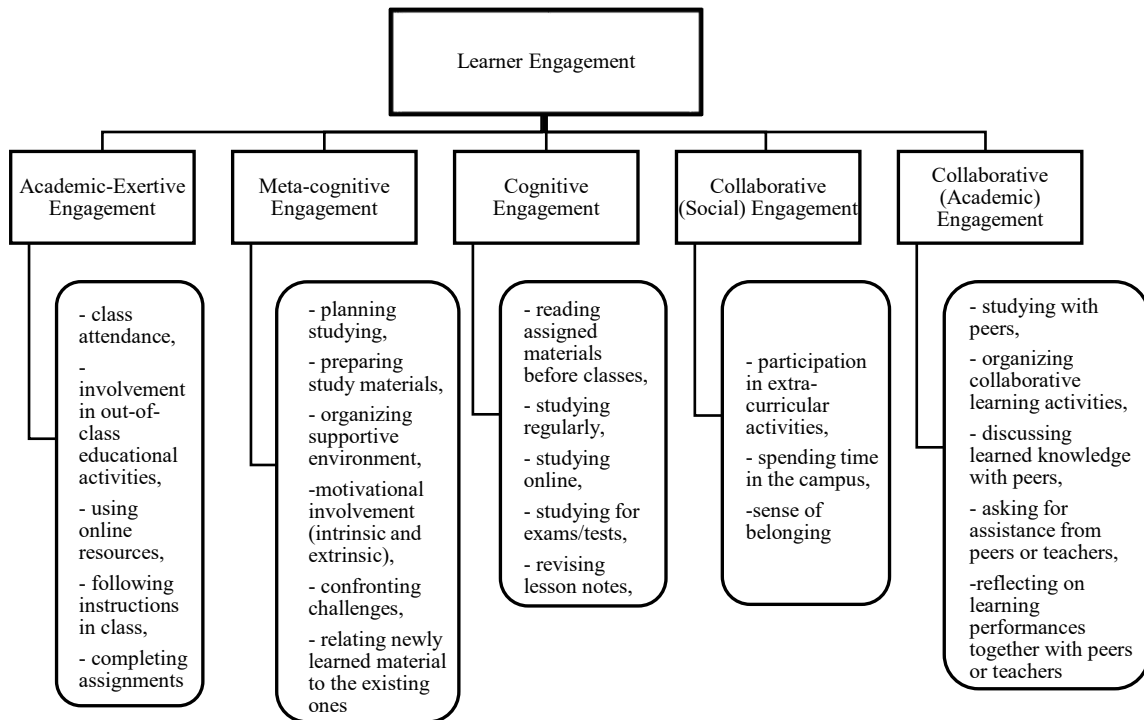 Learner Engagement
Academic-Exertive
Engagement
Meta-cognitive
Engagement
Cognitive
Engagement
Collaborative
(Social) Engagement
Collaborative
(Academic)
Engagement
- class
attendance,
-
involvement
in out-of-
class
educational
activities,
- using
online
resources,
- following
instructions
in class,
- completing
assignments
- planning
studying,
- preparing
study materials,
- organizing
supportive
environment,
-motivational
involvement
(intrinsic and
extrinsic),
- confronting
challenges,
- relating newly
learned material
to the existing
ones
- reading
assigned
materials
before classes,
- studying
regularly,
- studying
online,
- studying for
exams/tests,
- revising
lesson notes,
- participation
in extra-
curricular
activities,
- spending time
in the campus,
-sense of
belonging
- studying with
peers,
- organizing
collaborative
learning activities,
- discussing
learned knowledge
with peers,
- asking for
assistance from
peers or teachers,
-reflecting on
learning
performances
together with peers
or teachers